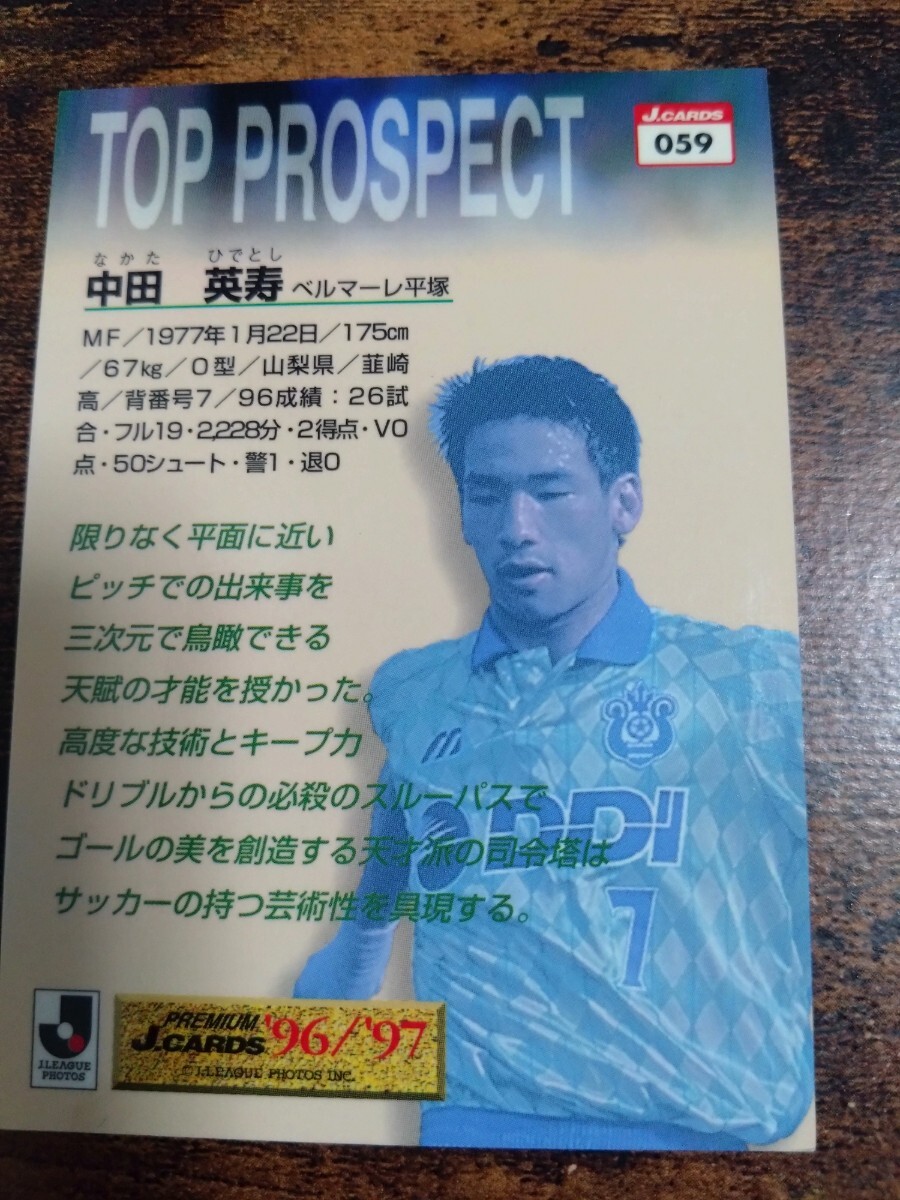 TOP PROSPECT
J.CARDS
059
なかた ひでとし
中田 英寿 ベルマーレ平塚
MF／1977年1月22日／175cm
／67kg／O型／山梨県／韮崎
高／背番号7／96成績：26試
合・フル19・2,228分・2得点・V0
点・50シュート・警1・退0
限りなく平面に近い
ピッチでの出来事を
三次元で鳥瞰できる
天賦の才能を授かった。
高度な技術とキープ力
ドリブルからの必殺のスルーパスで
ゴールの美を創造する天才派の司令塔は
サッカーの持つ芸術性を具現する。
DDI
7
J.LEAGUE
PHOTOS
PREMIUM
J.CARDS '96/'97
© J-LEAGUE PHOTOS INC.